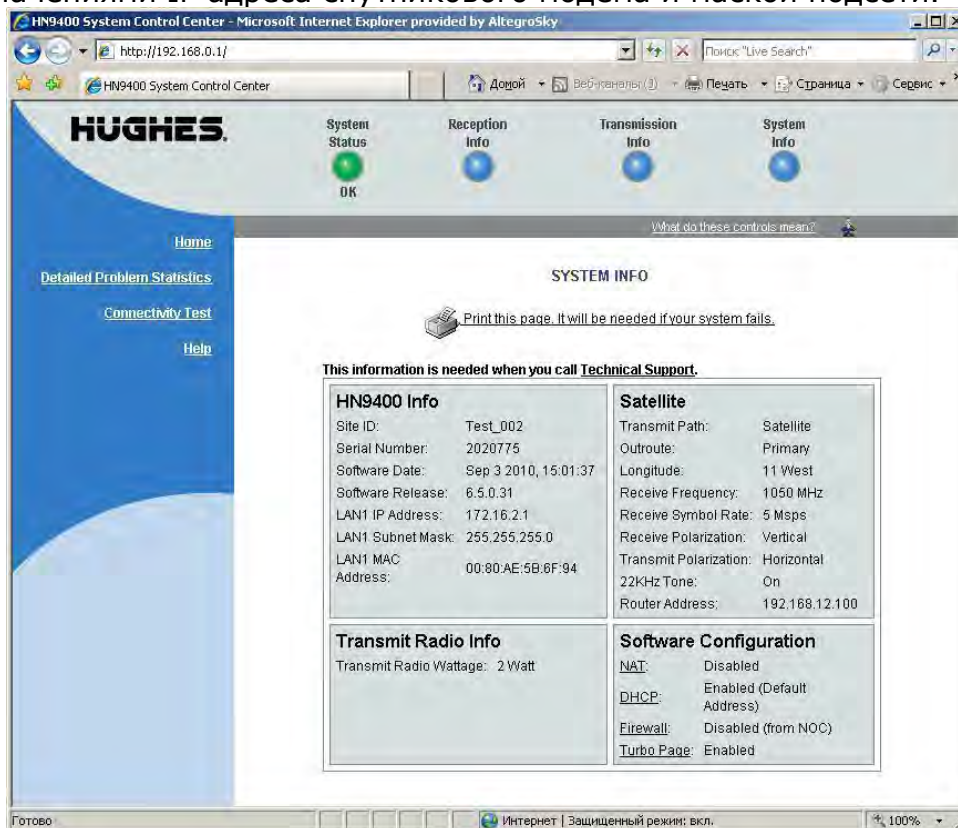 значениями IP адреса спутникового модема и маской подсети.
HN9400 System Control Center - Microsoft Internet Explorer provided by AltegroSky
http://192.168.0.1/
Поиск "Live Search"
HN9400 System Control Center
Домой
Веб-каналы (J)
Печать
Страница
Сервис
HUGHES.
System Status
OK
Reception Info
Transmission Info
System Info
What do these controls mean?
Home
Detailed Problem Statistics
Connectivity Test
Help
SYSTEM INFO
Print this page. It will be needed if your system fails.
This information is needed when you call Technical Support.
HN9400 Info
Site ID: Test_002
Serial Number: 2020775
Software Date: Sep 3 2010, 15:01:37
Software Release: 6.5.0.31
LAN1 IP Address: 172.16.2.1
LAN1 Subnet Mask: 255.255.255.0
LAN1 MAC Address: 00:80:AE:5B:6F:94
Satellite
Transmit Path: Satellite
Outroute: Primary
Longitude: 11 West
Receive Frequency: 1050 MHz
Receive Symbol Rate: 5 Msps
Receive Polarization: Vertical
Transmit Polarization: Horizontal
22KHz Tone: On
Router Address: 192.168.12.100
Transmit Radio Info
Transmit Radio Wattage: 2 Watt
Software Configuration
NAT: Disabled
DHCP: Enabled (Default Address)
Firewall: Disabled (from NOC)
Turbo Page: Enabled
Готово
Интернет | Защищенный режим: вкл.
100%